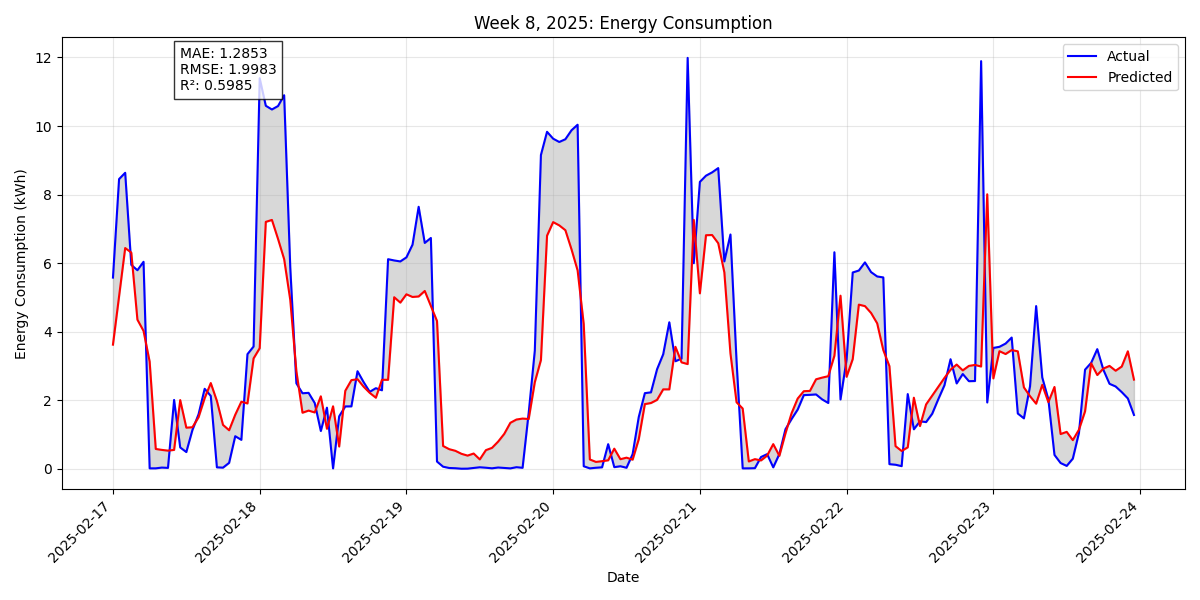 Week 8, 2025: Energy Consumption
MAE: 1.2853
RMSE: 1.9983
R²: 0.5985
Actual
Predicted
Energy Consumption (kWh)
12
10
8
6
4
2
0
2025-02-17
2025-02-18
2025-02-19
2025-02-20
2025-02-21
2025-02-22
2025-02-23
2025-02-24
Date